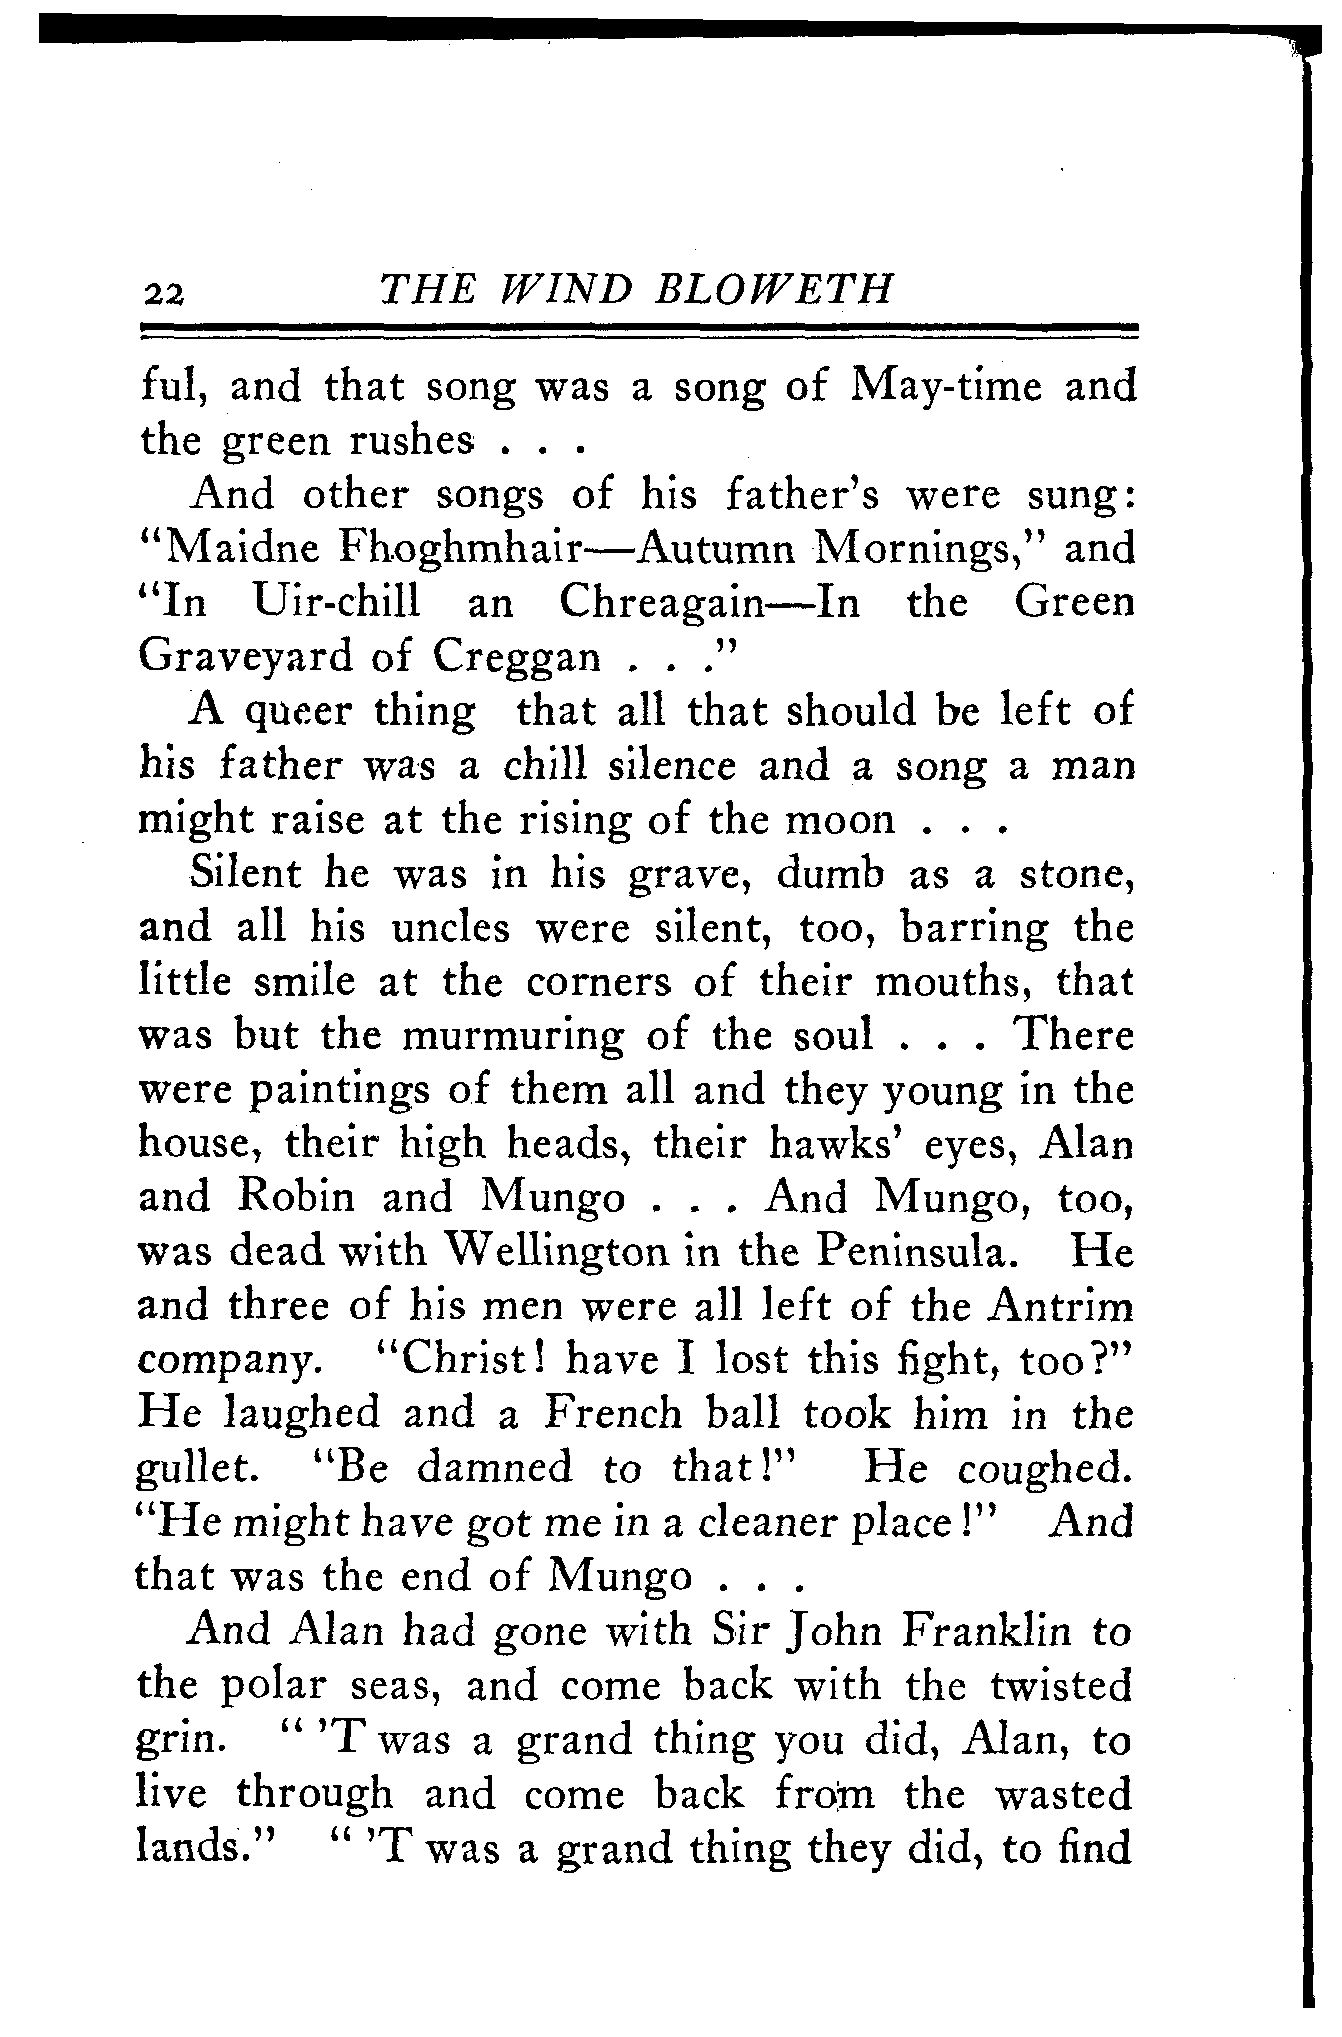 22 THE WIND BLOWETH
ful, and that song was a song of May-time and
the green rushes . . .
And other songs of his father's were sung:
“Maidne Fhoghmhair—Autumn Mornings,” and
“In Uir-chill an Chreagain—In the Green
Graveyard of Creggan . . .”
A queer thing that all that should be left of
his father was a chill silence and a song a man
might raise at the rising of the moon . . .
Silent he was in his grave, dumb as a stone,
and all his uncles were silent, too, barring the
little smile at the corners of their mouths, that
was but the murmuring of the soul . . . There
were paintings of them all and they young in the
house, their high heads, their hawks' eyes, Alan
and Robin and Mungo . . . And Mungo, too,
was dead with Wellington in the Peninsula. He
and three of his men were all left of the Antrim
company. “Christ! have I lost this fight, too?”
He laughed and a French ball took him in the
gullet. “Be damned to that!” He coughed.
“He might have got me in a cleaner place!” And
that was the end of Mungo . . .
And Alan had gone with Sir John Franklin to
the polar seas, and come back with the twisted
grin. “ 'T was a grand thing you did, Alan, to
live through and come back from the wasted
lands.” “ 'T was a grand thing they did, to find